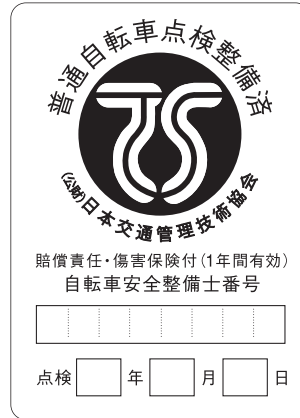 普通自転車点検整備済
TS
(公財)日本交通管理技術協会
賠償責任・傷害保険付(1年間有効)
自転車安全整備士番号
点検 年 月 日